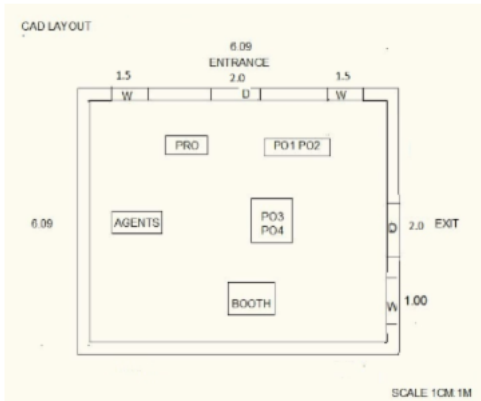 CAD LAYOUT
6.09
ENTRANCE
1.5 2.0 1.5
W D W
PRO PO1 PO2
6.09 AGENTS PO3 D 2.0 EXIT
PO4
BOOTH W 1.00
SCALE 1CM:1M